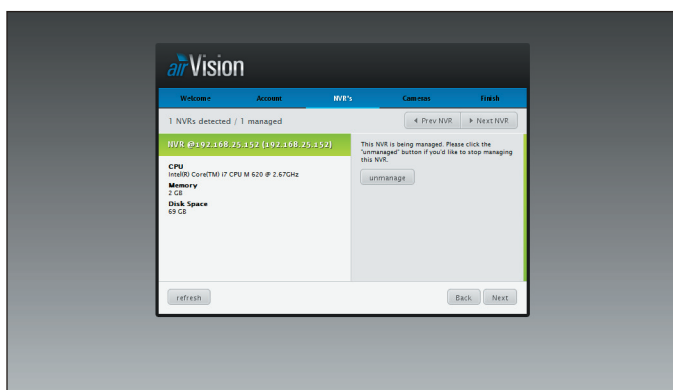 airVision
Welcome Account NVR's Cameras Finish
1 NVRs detected / 1 managed
Prev NVR Next NVR
NVR @192.168.25.152 (192.168.25.152)
CPU
Intel(R) Core(TM) i7 CPU M 620 @ 2.67GHz
Memory
2 GB
Disk Space
69 GB
This NVR is being managed. Please click the
"unmanaged" button if you'd like to stop managing
this NVR.
unmanage
refresh
Back Next